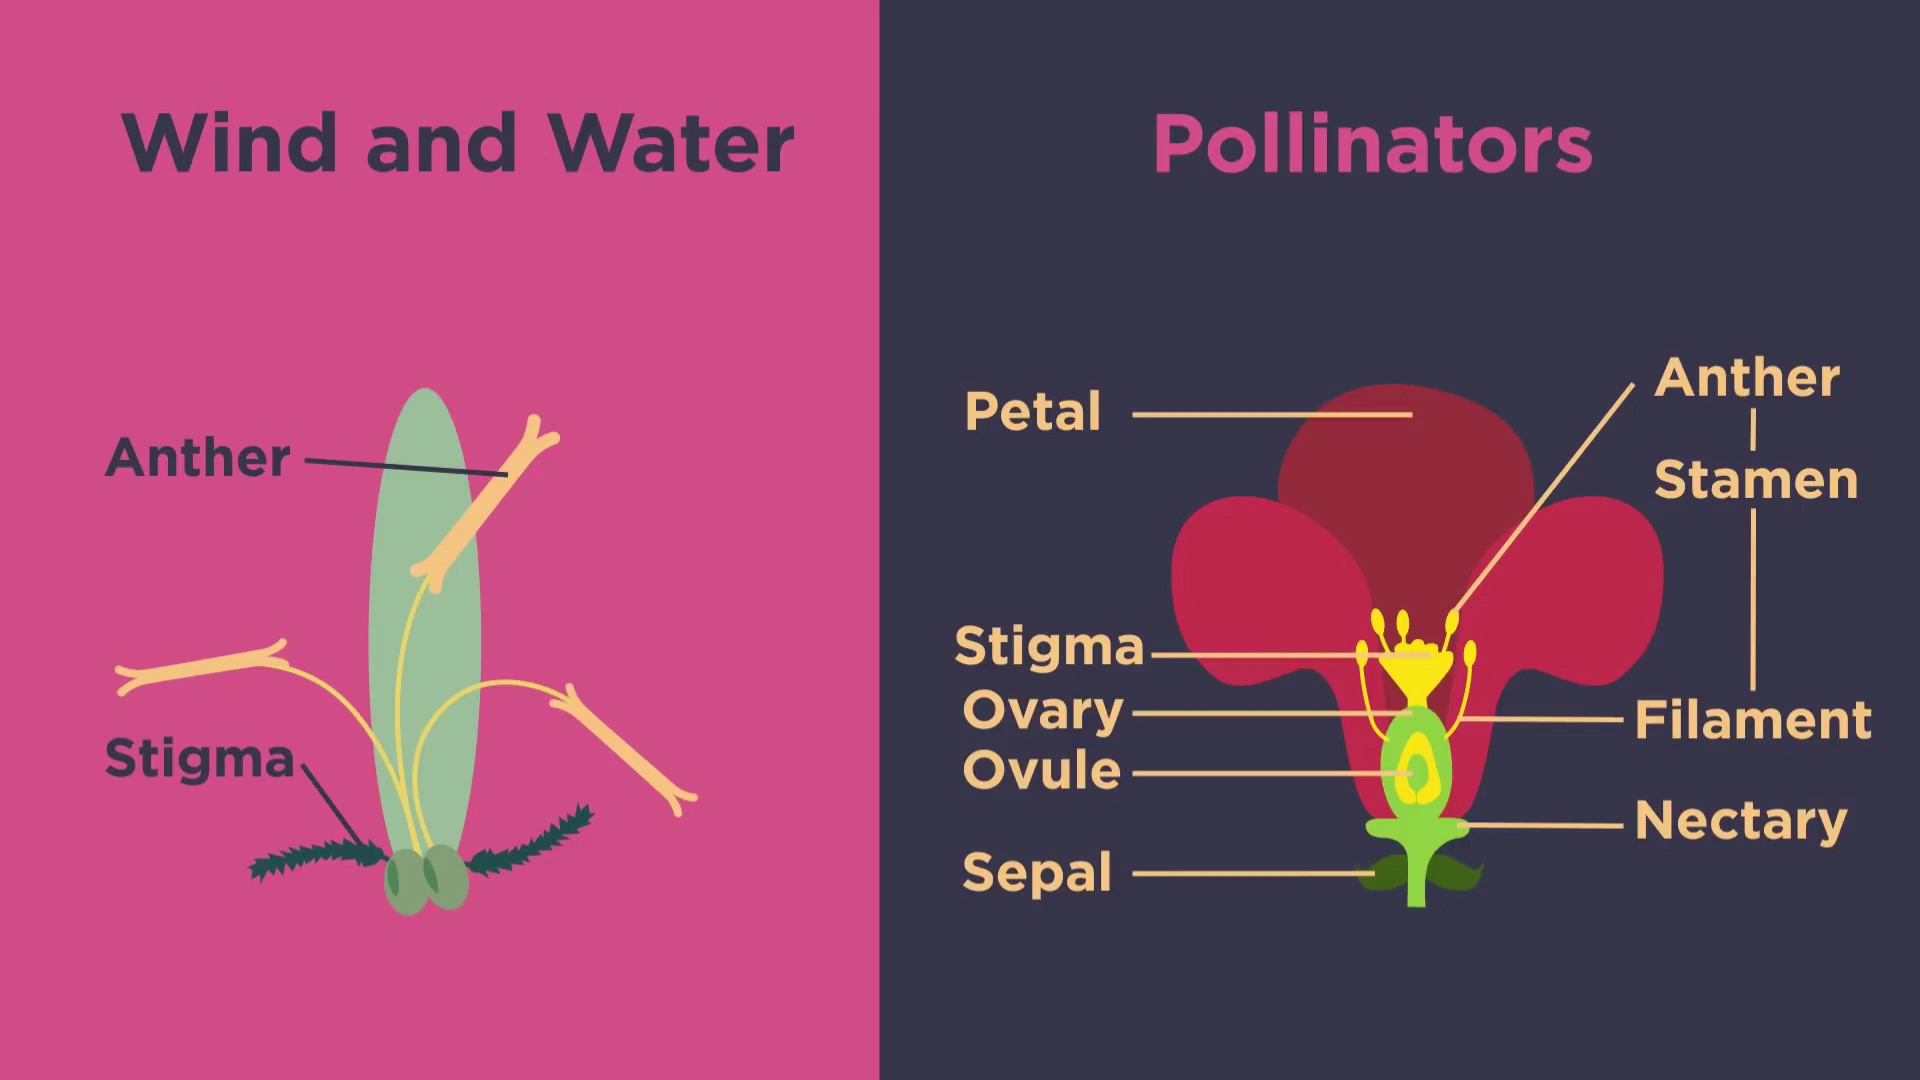 Wind and Water
Anther
Stigma
Pollinators
Petal
Stigma
Ovary
Ovule
Sepal
Anther
Stamen
Filament
Nectary